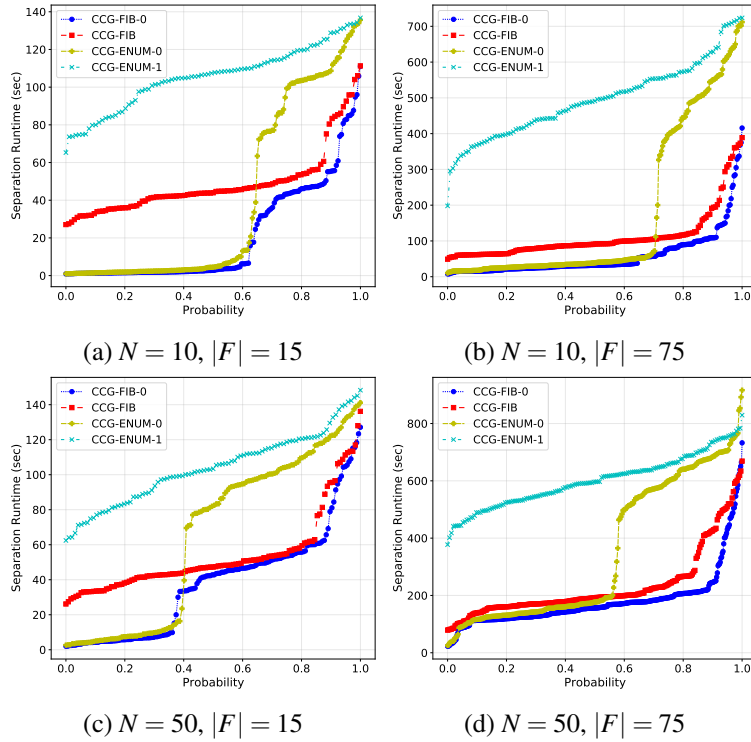 140
120
100
80
60
40
20
0
0.0 0.2 0.4 0.6 0.8 1.0
Separation Runtime (sec)
Probability
CCG-FIB-0
CCG-FIB
CCG-ENUM-0
CCG-ENUM-1
(a) N = 10, |F| = 15
700
600
500
400
300
200
100
0
0.0 0.2 0.4 0.6 0.8 1.0
Separation Runtime (sec)
Probability
CCG-FIB-0
CCG-FIB
CCG-ENUM-0
CCG-ENUM-1
(b) N = 10, |F| = 75
140
120
100
80
60
40
20
0
0.0 0.2 0.4 0.6 0.8 1.0
Separation Runtime (sec)
Probability
CCG-FIB-0
CCG-FIB
CCG-ENUM-0
CCG-ENUM-1
(c) N = 50, |F| = 15
800
600
400
200
0
0.0 0.2 0.4 0.6 0.8 1.0
Separation Runtime (sec)
Probability
CCG-FIB-0
CCG-FIB
CCG-ENUM-0
CCG-ENUM-1
(d) N = 50, |F| = 75